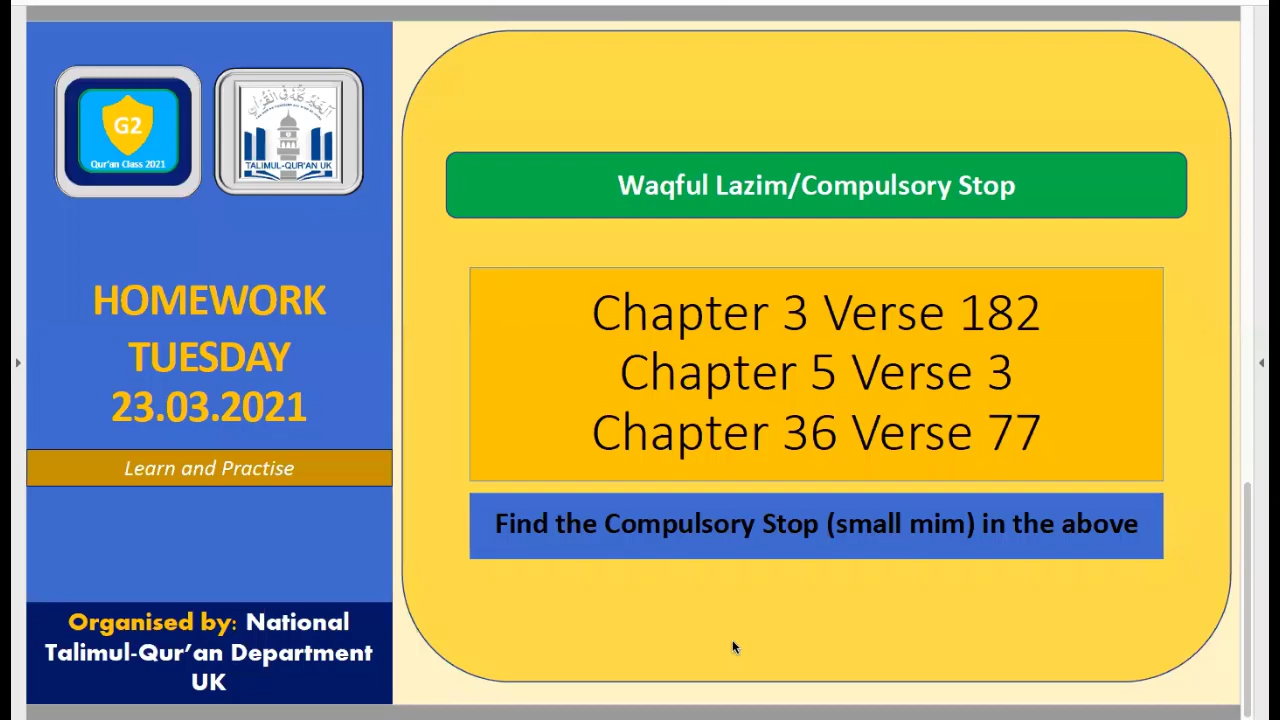 G2
Qur'an Class 2021
TALIMUL-QUR'AN UK
HOMEWORK
TUESDAY
23.03.2021
Learn and Practise
Organised by: National
Talimul-Qur’an Department
UK
Waqful Lazim/Compulsory Stop
Chapter 3 Verse 182
Chapter 5 Verse 3
Chapter 36 Verse 77
Find the Compulsory Stop (small mim) in the above